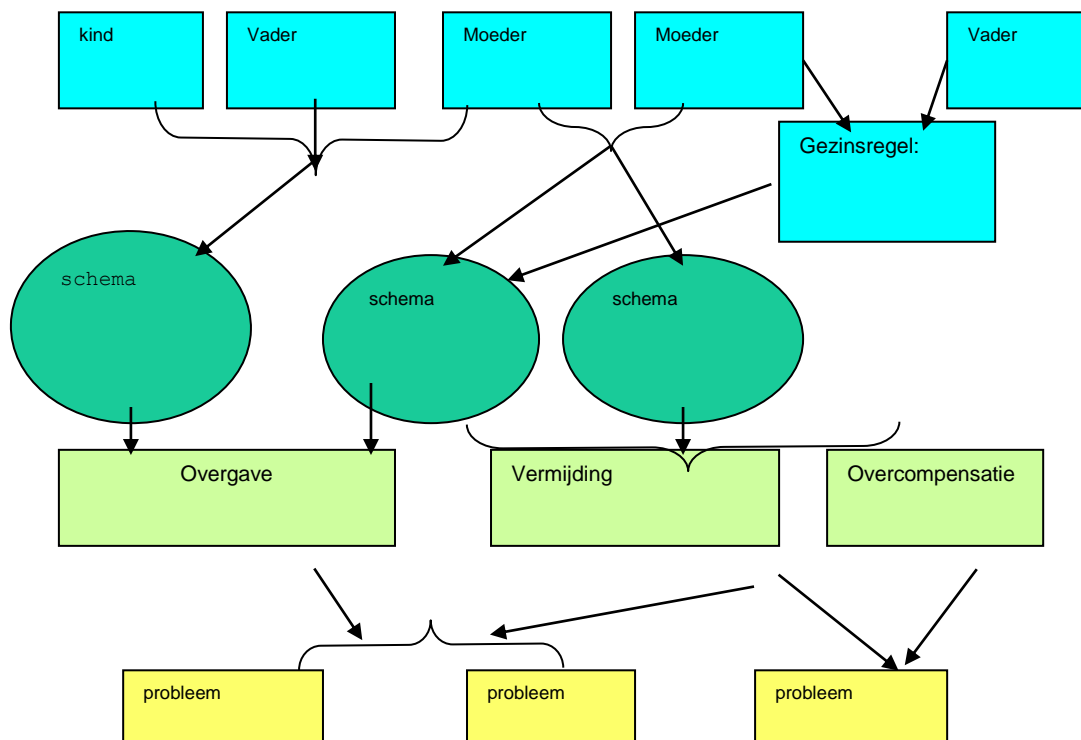 kind
Vader
Moeder
Moeder
Vader
Gezinsregel:
schema
schema
schema
Overgave
Vermijding
Overcompensatie
probleem
probleem
probleem